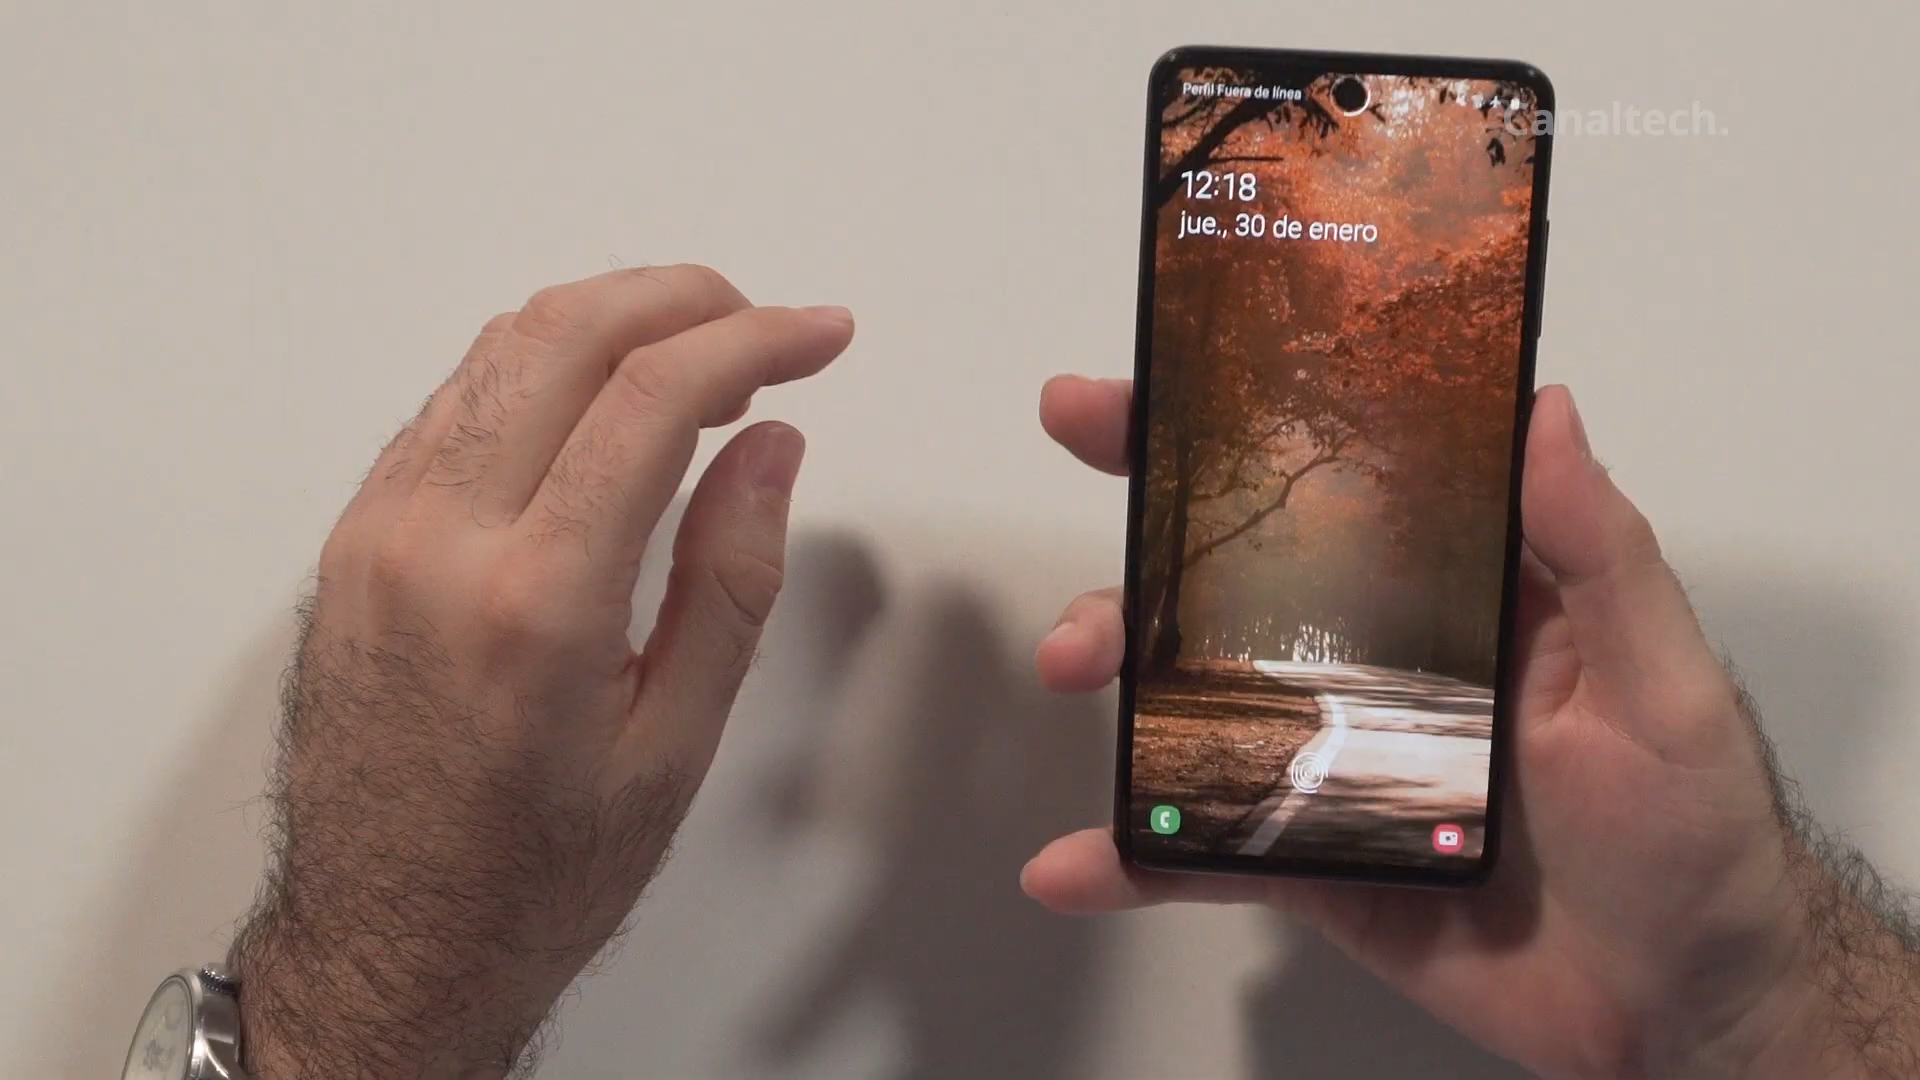 Perfil Fuera de línea
Canaltech.
12:18
jue., 30 de enero